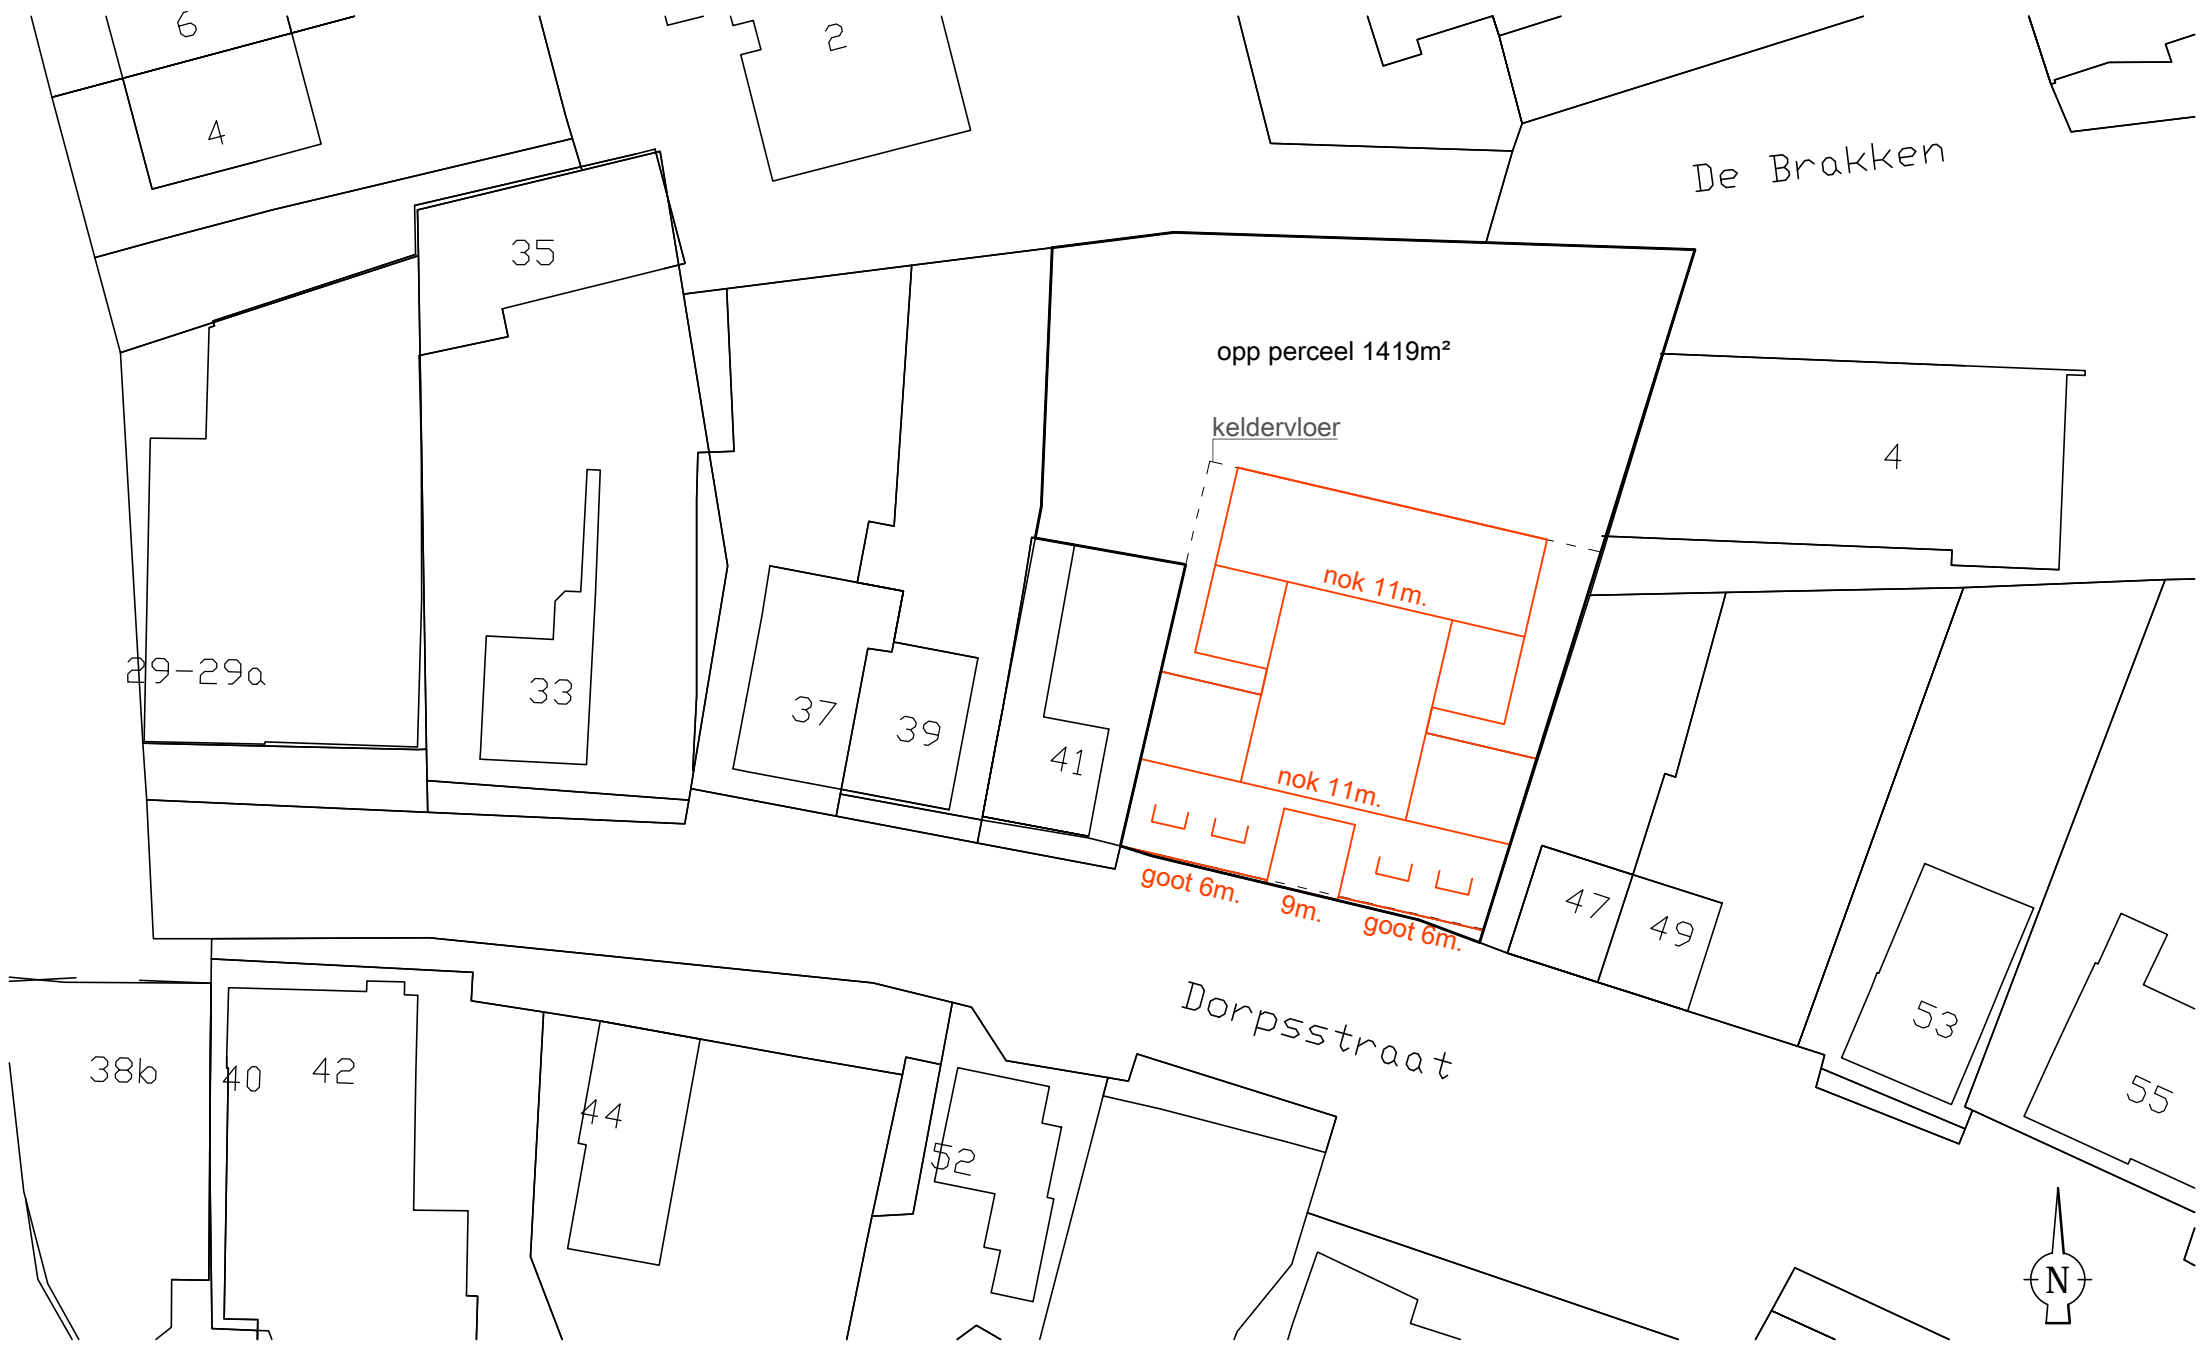 6
2
4
De Brakken
35
opp perceel 1419m²
keldervloer
4
nok 11m.
29-29a
33
37
39
41
nok 11m.
goot 6m.
9m.
goot 6m.
47
49
Dorpsstraat
53
38b
40
42
44
52
55
N